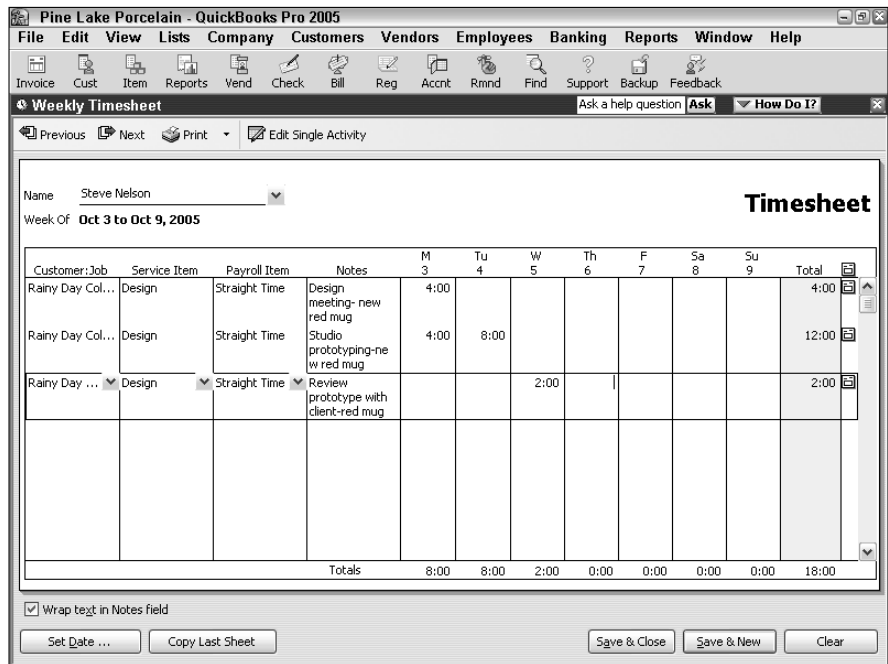 Pine Lake Porcelain - QuickBooks Pro 2005
File Edit View Lists Company Customers Vendors Employees Banking Reports Window Help
Invoice Cust Item Reports Vend Check Bill Reg Accnt Rmnd Find Support Backup Feedback
Weekly Timesheet Ask a help question Ask How Do I?
Previous Next Print Edit Single Activity
Name Steve Nelson
Timesheet
Week Of Oct 3 to Oct 9, 2005
M Tu W Th F Sa Su
Customer:Job Service Item Payroll Item Notes 3 4 5 6 7 8 9 Total
Rainy Day Col... Design Straight Time Design 4:00 4:00
meeting- new
red mug
Rainy Day Col... Design Straight Time Studio 4:00 8:00 12:00
prototyping-ne
w red mug
Rainy Day ... Design Straight Time Review 2:00 2:00
prototype with
client-red mug
Totals 8:00 8:00 2:00 0:00 0:00 0:00 0:00 18:00
Wrap text in Notes field
Set Date ... Copy Last Sheet Save & Close Save & New Clear